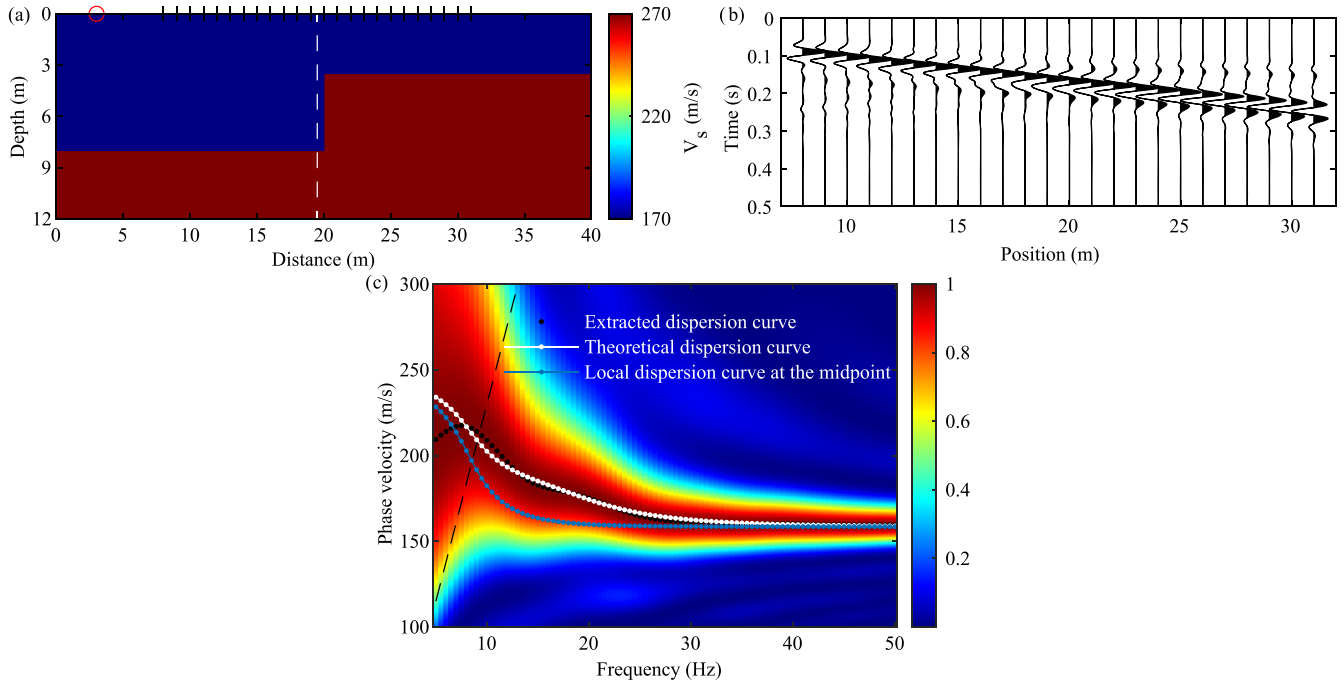 (a)
0
3
6
9
12
Depth (m)
0 5 10 15 20 25 30 35 40
Distance (m)
270
220
170
V_s (m/s)
(b)
0
0.1
0.2
0.3
0.4
0.5
Time (s)
10 15 20 25 30
Position (m)
(c)
300
250
200
150
100
Phase velocity (m/s)
Extracted dispersion curve
Theoretical dispersion curve
Local dispersion curve at the midpoint
10 20 30 40 50
Frequency (Hz)
1
0.8
0.6
0.4
0.2